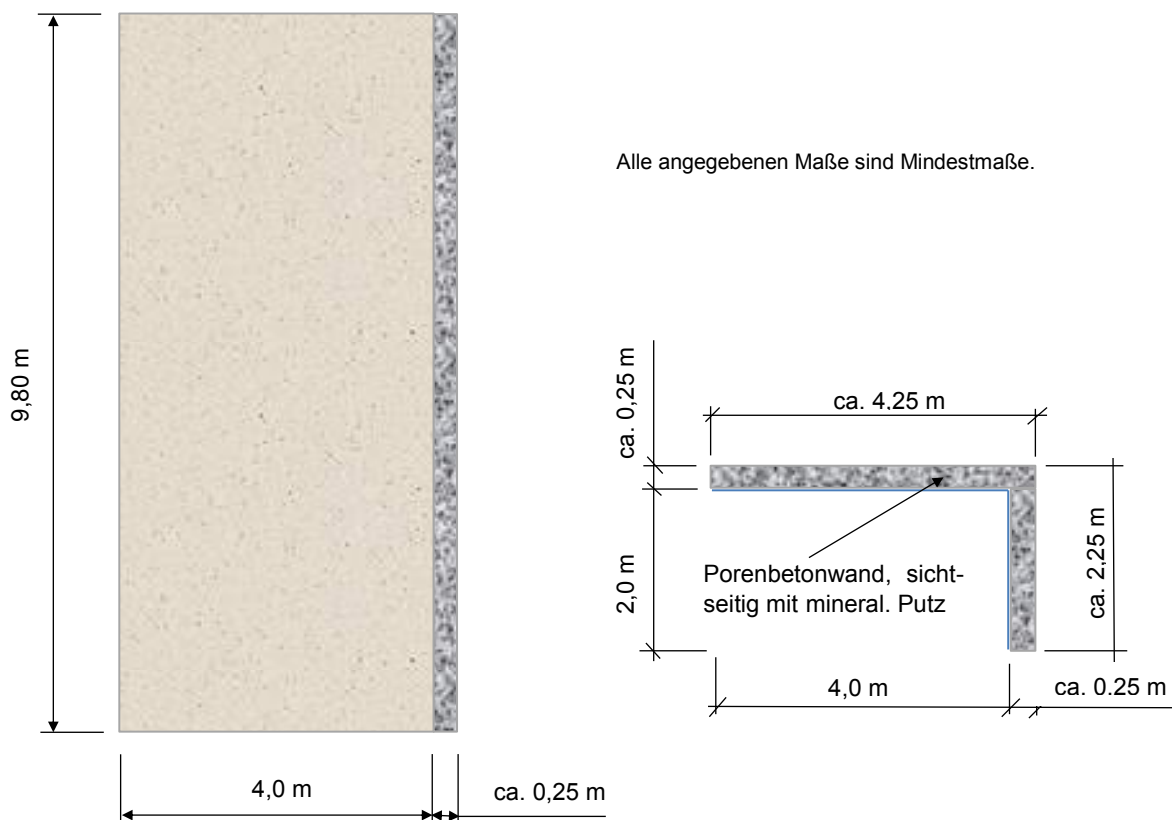 Alle angegebenen Maße sind Mindestmaße.
9,80 m
4,0 m
ca. 0,25 m
ca. 0,25 m
ca. 4,25 m
2,0 m
Porenbetonwand, sicht-
seitig mit mineral. Putz
ca. 2,25 m
4,0 m
ca. 0.25 m